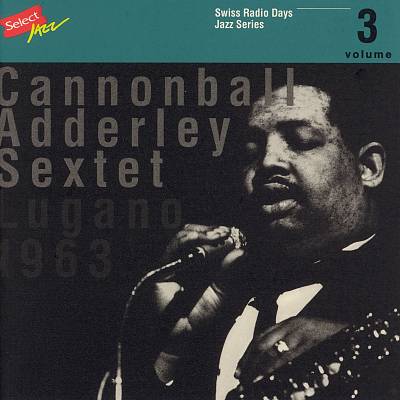 Select
JAZZ
Swiss Radio Days
Jazz Series
3
volume
Cannonball
Adderley
Sextet
Lugano
1963